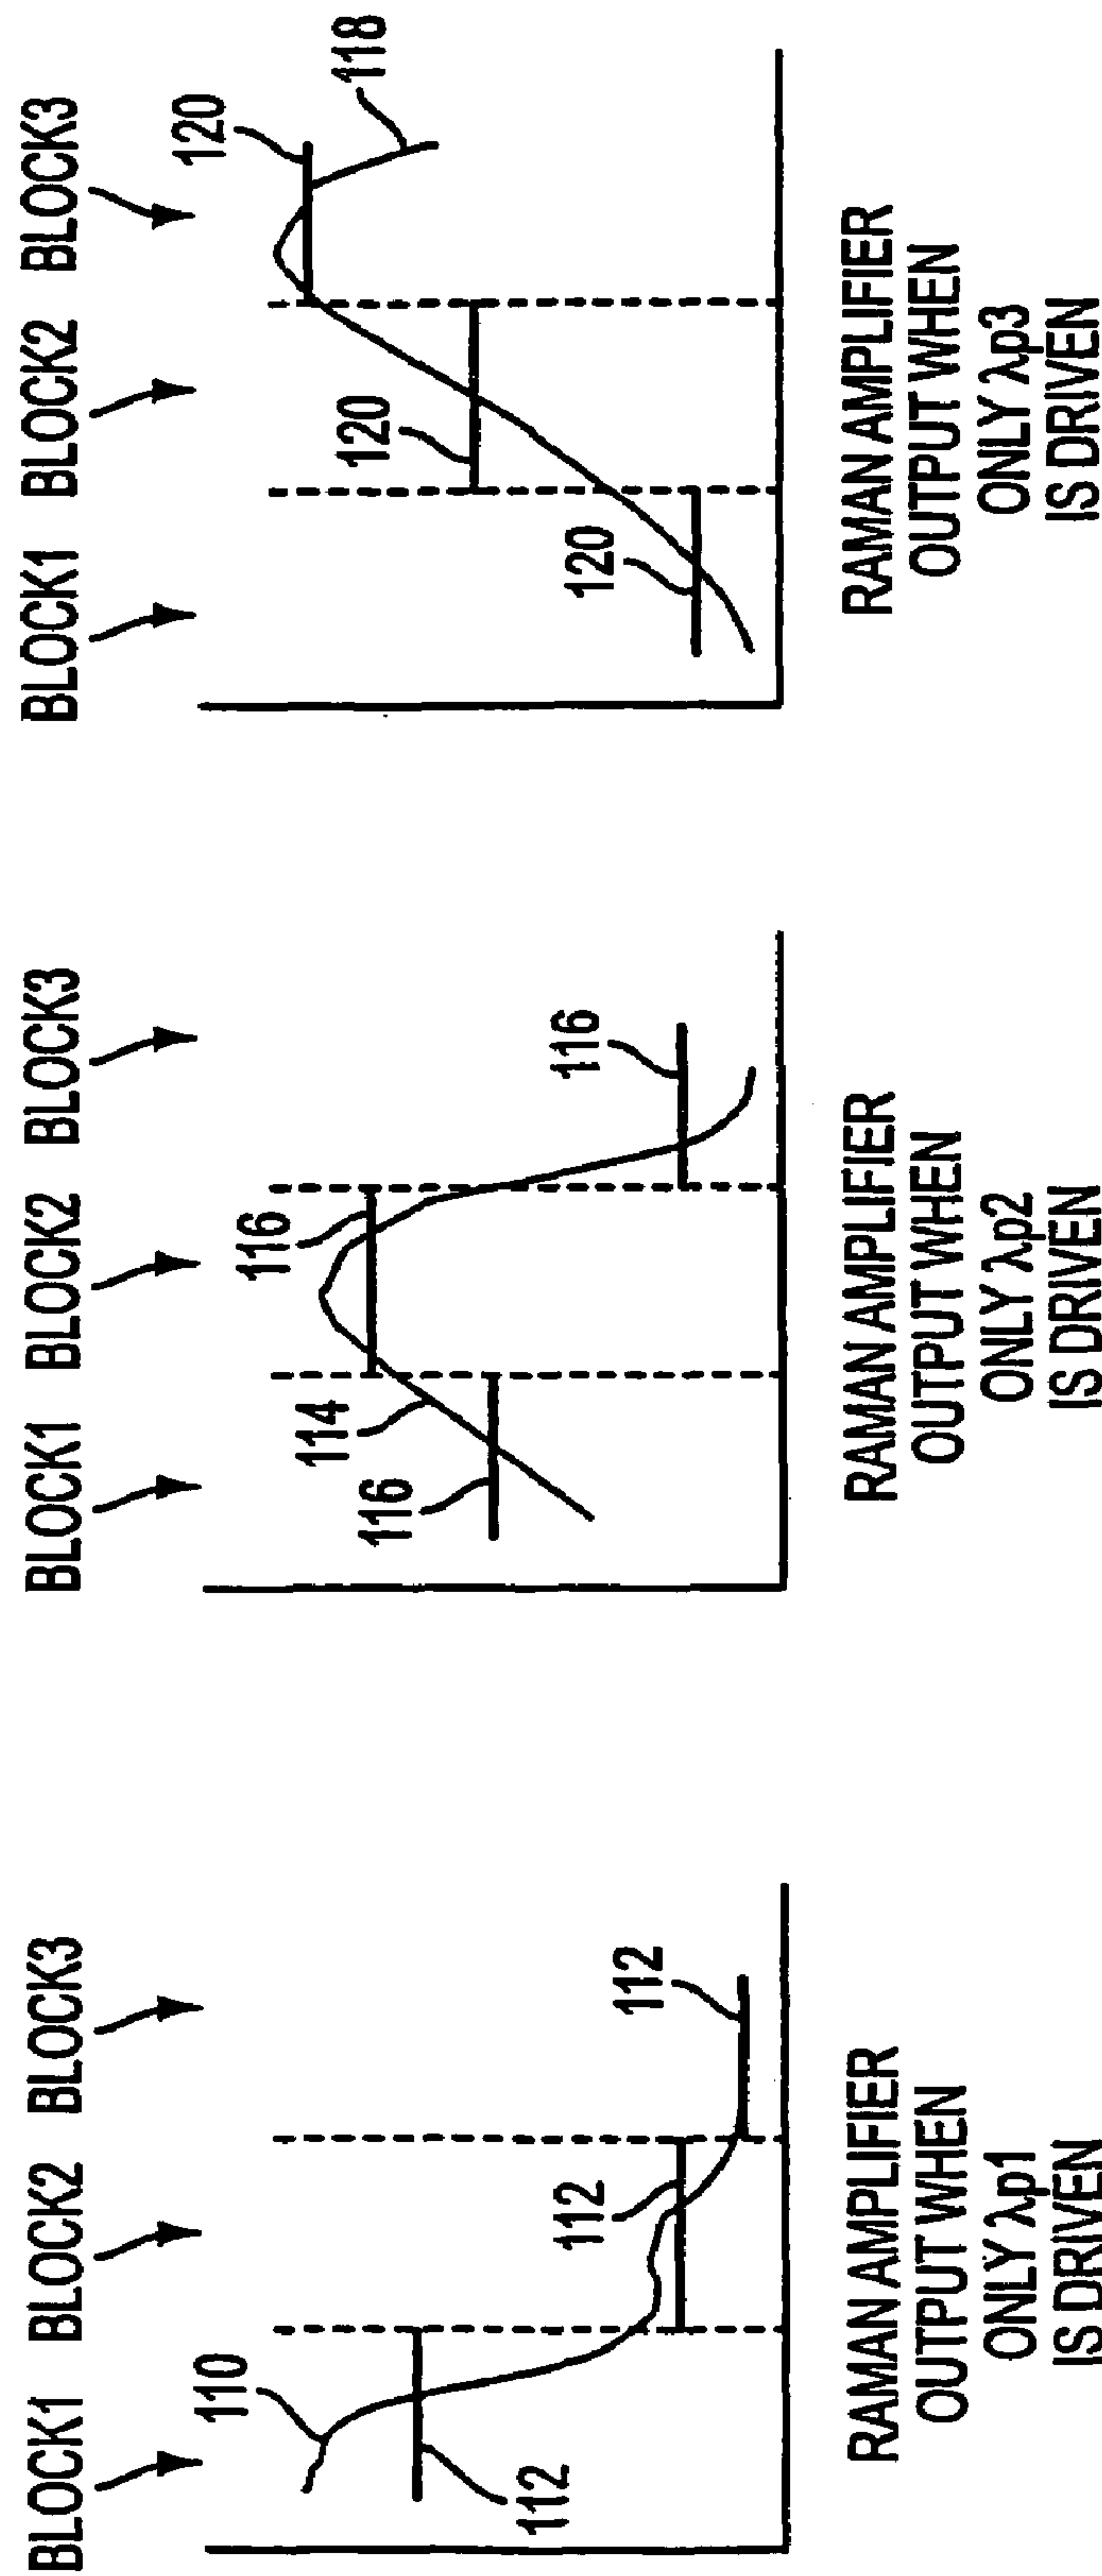 BLOCK1 BLOCK2 BLOCK3
110
112
112
112
RAMAN AMPLIFIER
OUTPUT WHEN
ONLY λp1
IS DRIVEN
BLOCK1 BLOCK2 BLOCK3
116
114
116
116
RAMAN AMPLIFIER
OUTPUT WHEN
ONLY λp2
IS DRIVEN
BLOCK1 BLOCK2 BLOCK3
120
118
120
120
RAMAN AMPLIFIER
OUTPUT WHEN
ONLY λp3
IS DRIVEN